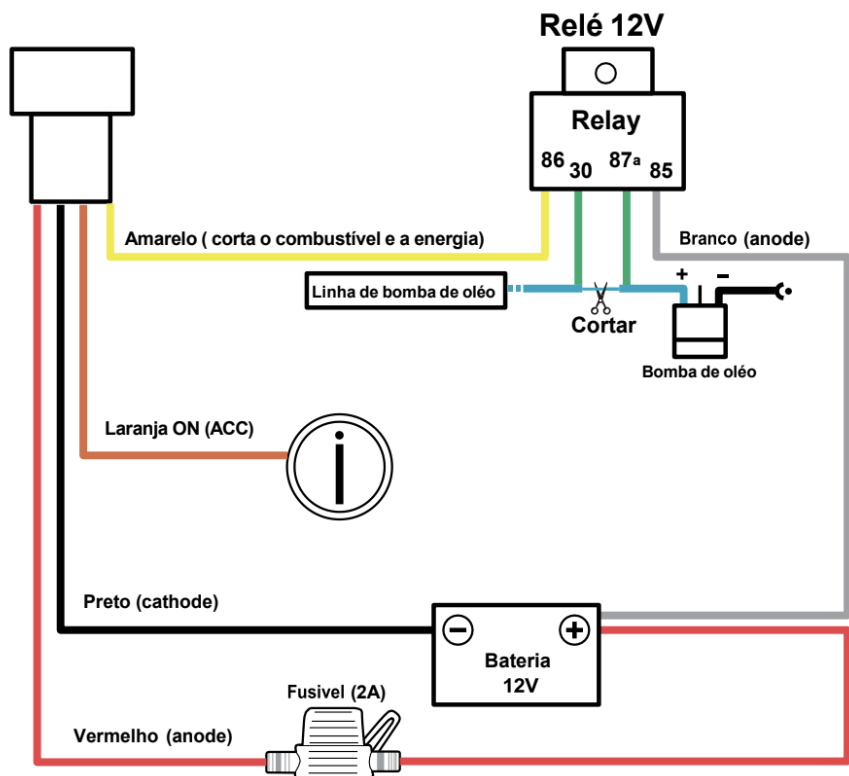 Relé 12V
Relay
86 30 87a 85
Amarelo ( corta o combustível e a energia)
Branco (anode)
Linha de bomba de oléo
+ −
Cortar
Bomba de oléo
Laranja ON (ACC)
i
Preto (cathode)
− +
Bateria
12V
Fusivel (2A)
Vermelho (anode)